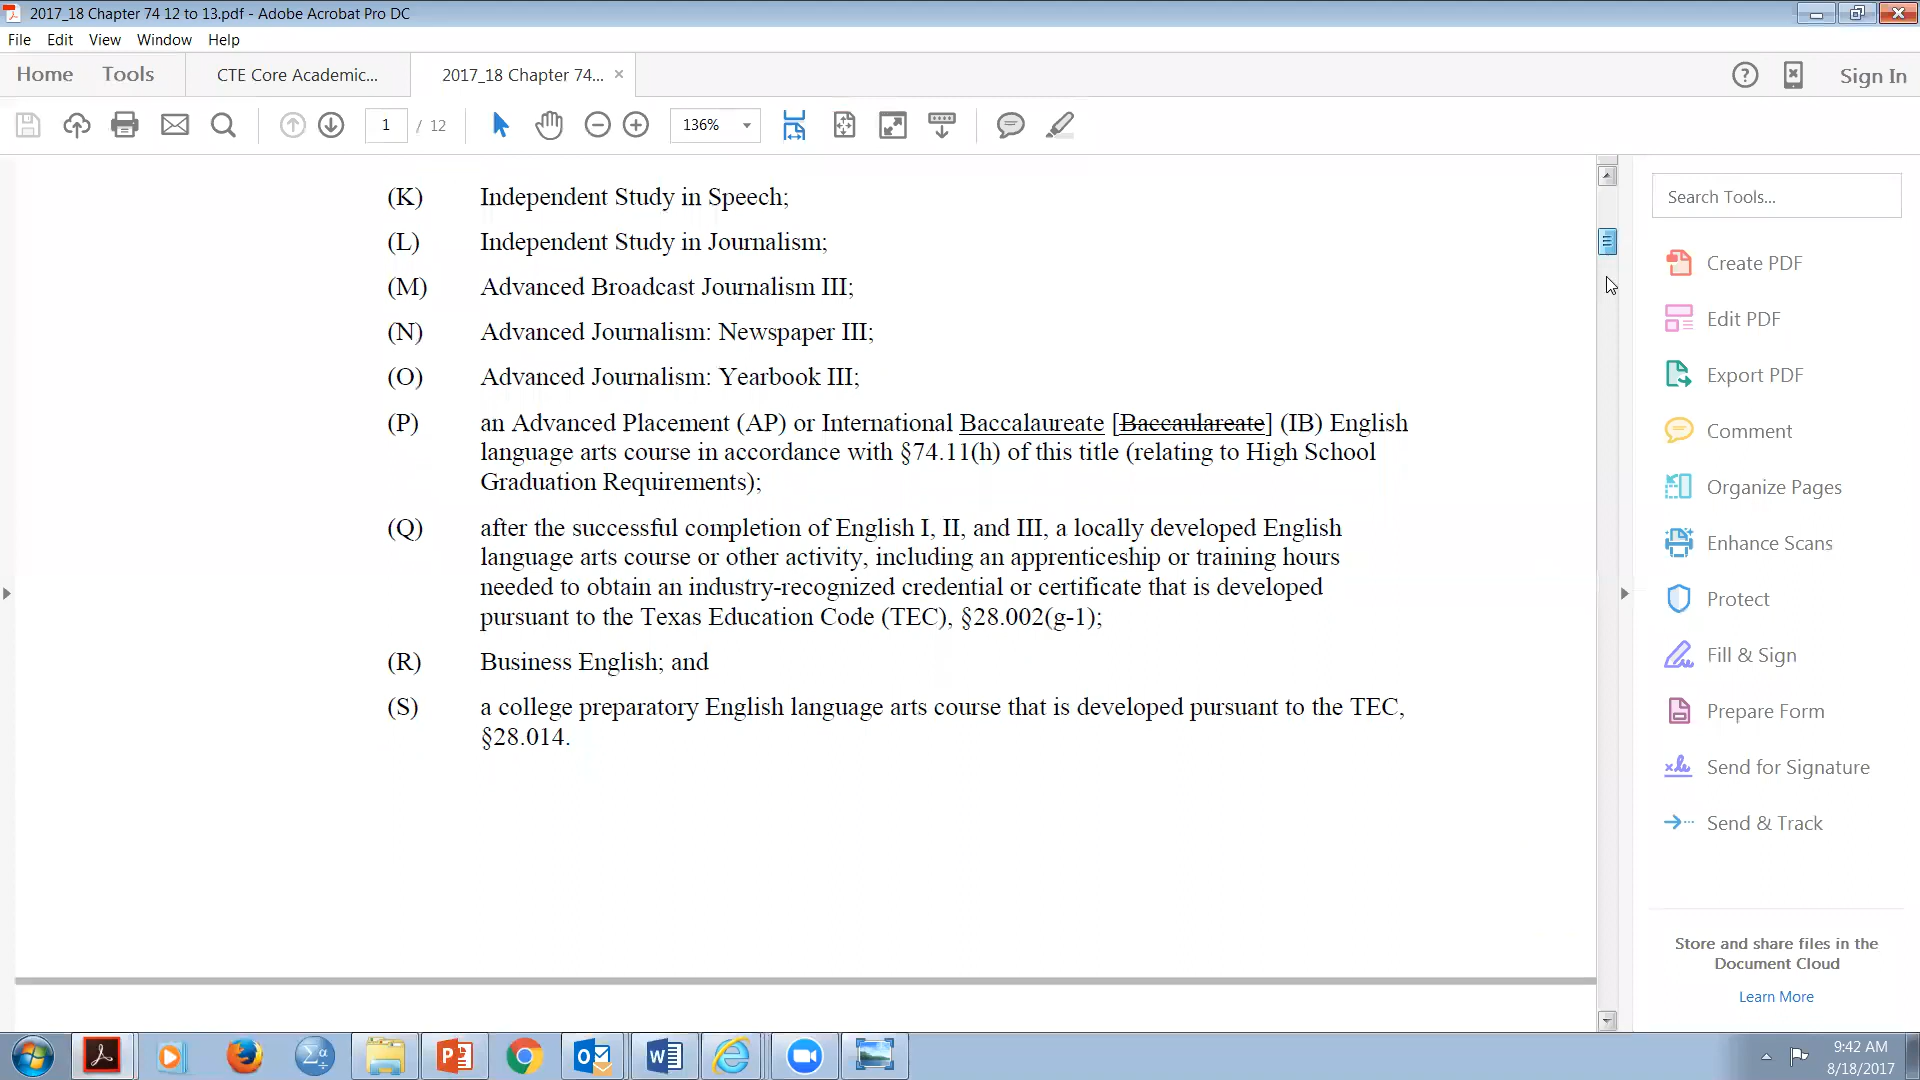 2017_18 Chapter 74 12 to 13.pdf - Adobe Acrobat Pro DC
File Edit View Window Help
Home Tools CTE Core Academic... 2017_18 Chapter 74... × Sign In
1 / 12 136%
(K) Independent Study in Speech;
(L) Independent Study in Journalism;
(M) Advanced Broadcast Journalism III;
(N) Advanced Journalism: Newspaper III;
(O) Advanced Journalism: Yearbook III;
(P) an Advanced Placement (AP) or International Baccalaureate [Baccaulareate] (IB) English
language arts course in accordance with §74.11(h) of this title (relating to High School
Graduation Requirements);
(Q) after the successful completion of English I, II, and III, a locally developed English
language arts course or other activity, including an apprenticeship or training hours
needed to obtain an industry-recognized credential or certificate that is developed
pursuant to the Texas Education Code (TEC), §28.002(g-1);
(R) Business English; and
(S) a college preparatory English language arts course that is developed pursuant to the TEC,
§28.014.
Search Tools...
Create PDF
Edit PDF
Export PDF
Comment
Organize Pages
Enhance Scans
Protect
Fill & Sign
Prepare Form
Send for Signature
Send & Track
Store and share files in the
Document Cloud
Learn More
9:42 AM
8/18/2017